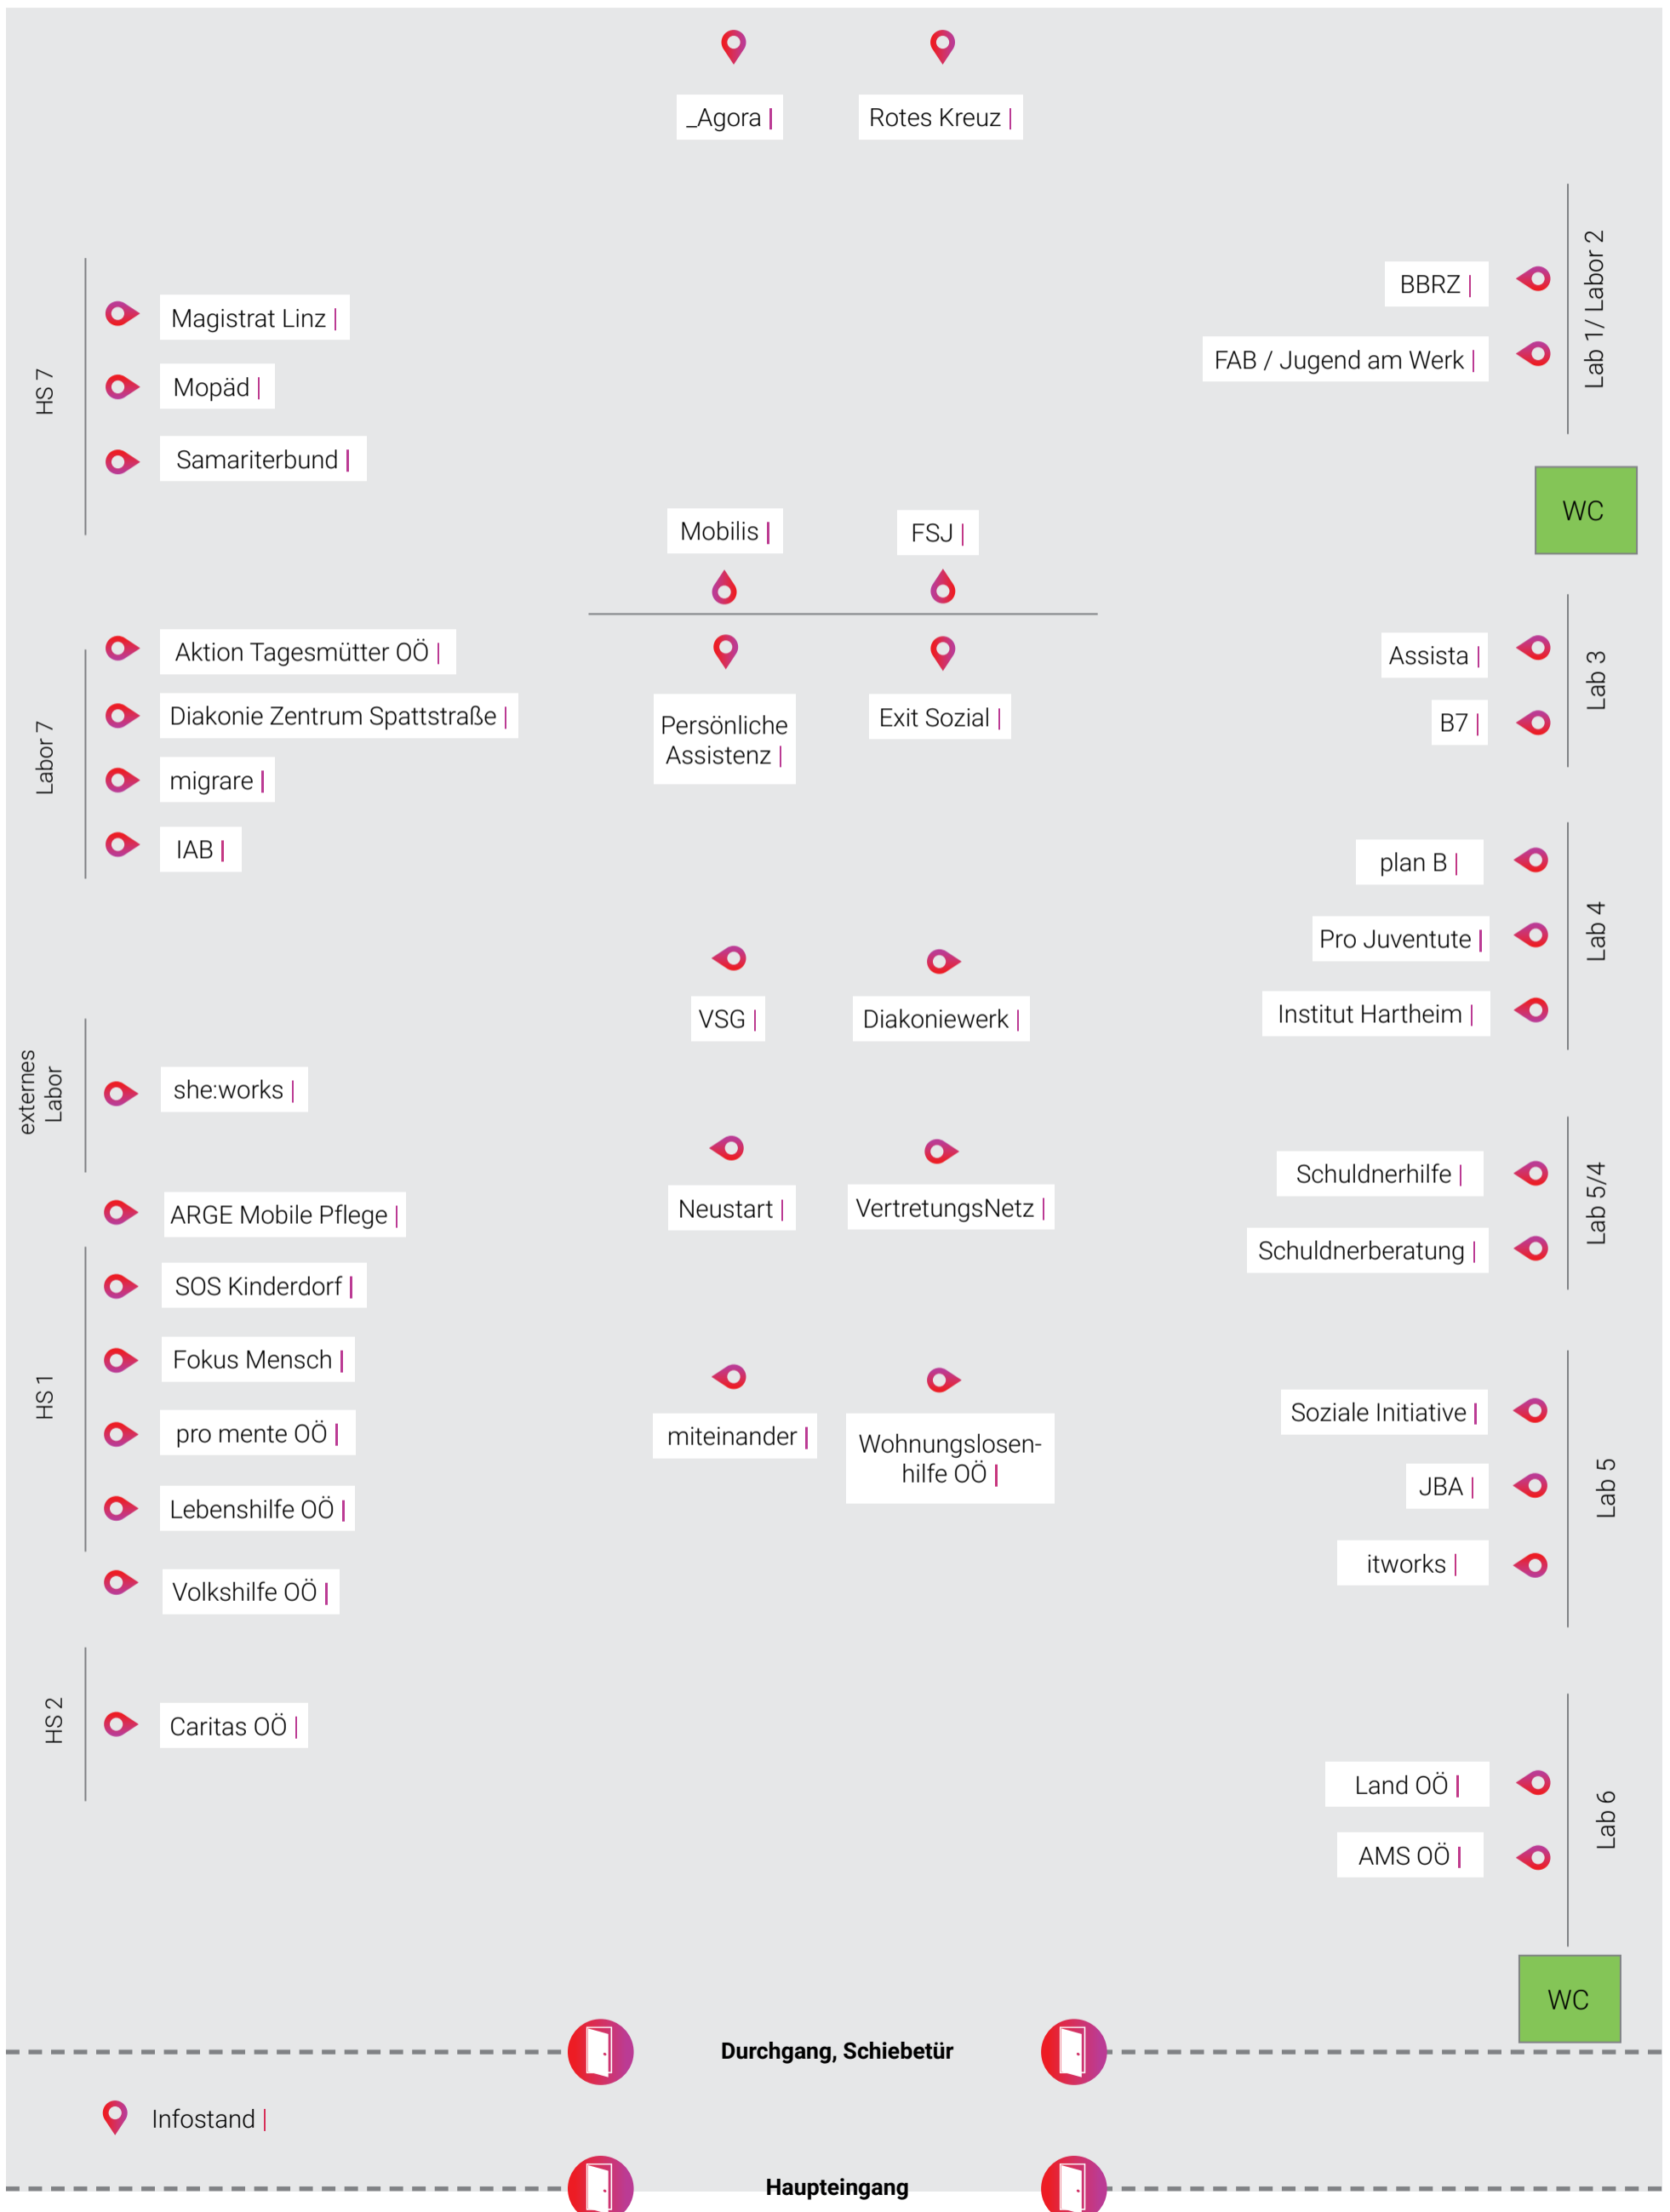 _Agora |
Rotes Kreuz |
HS 7
Magistrat Linz |
Mopäd |
Samariterbund |
Lab 1/ Labor 2
BBRZ |
FAB / Jugend am Werk |
WC
Mobilis |
FSJ |
Labor 7
Aktion Tagesmütter OÖ |
Diakonie Zentrum Spattstraße |
migrare |
IAB |
Persönliche
Assistenz |
Exit Sozial |
Assista |
B7 |
Lab 3
plan B |
Pro Juventute |
Institut Hartheim |
Lab 4
VSG |
Diakoniewerk |
externes
Labor
she:works |
ARGE Mobile Pflege |
Neustart |
VertretungsNetz |
Schuldnerhilfe |
Schuldnerberatung |
Lab 5/4
HS 1
SOS Kinderdorf |
Fokus Mensch |
pro mente OÖ |
Lebenshilfe OÖ |
Volkshilfe OÖ |
miteinander |
Wohnungslosen-
hilfe OÖ |
Soziale Initiative |
JBA |
itworks |
Lab 5
HS 2
Caritas OÖ |
Land OÖ |
AMS OÖ |
Lab 6
WC
Durchgang, Schiebetür
Infostand |
Haupteingang